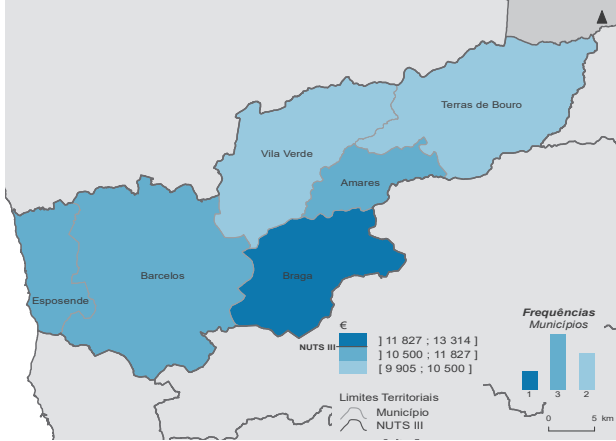 Terras de Bouro
Vila Verde
Amares
Barcelos
Braga
Esposende
€
] 11 827 ; 13 314 ]
NUTS III
] 10 500 ; 11 827 ]
[ 9 905 ; 10 500 ]
Limites Territoriais
Município
NUTS III
Frequências
Municípios
1 3 2
0 5 km